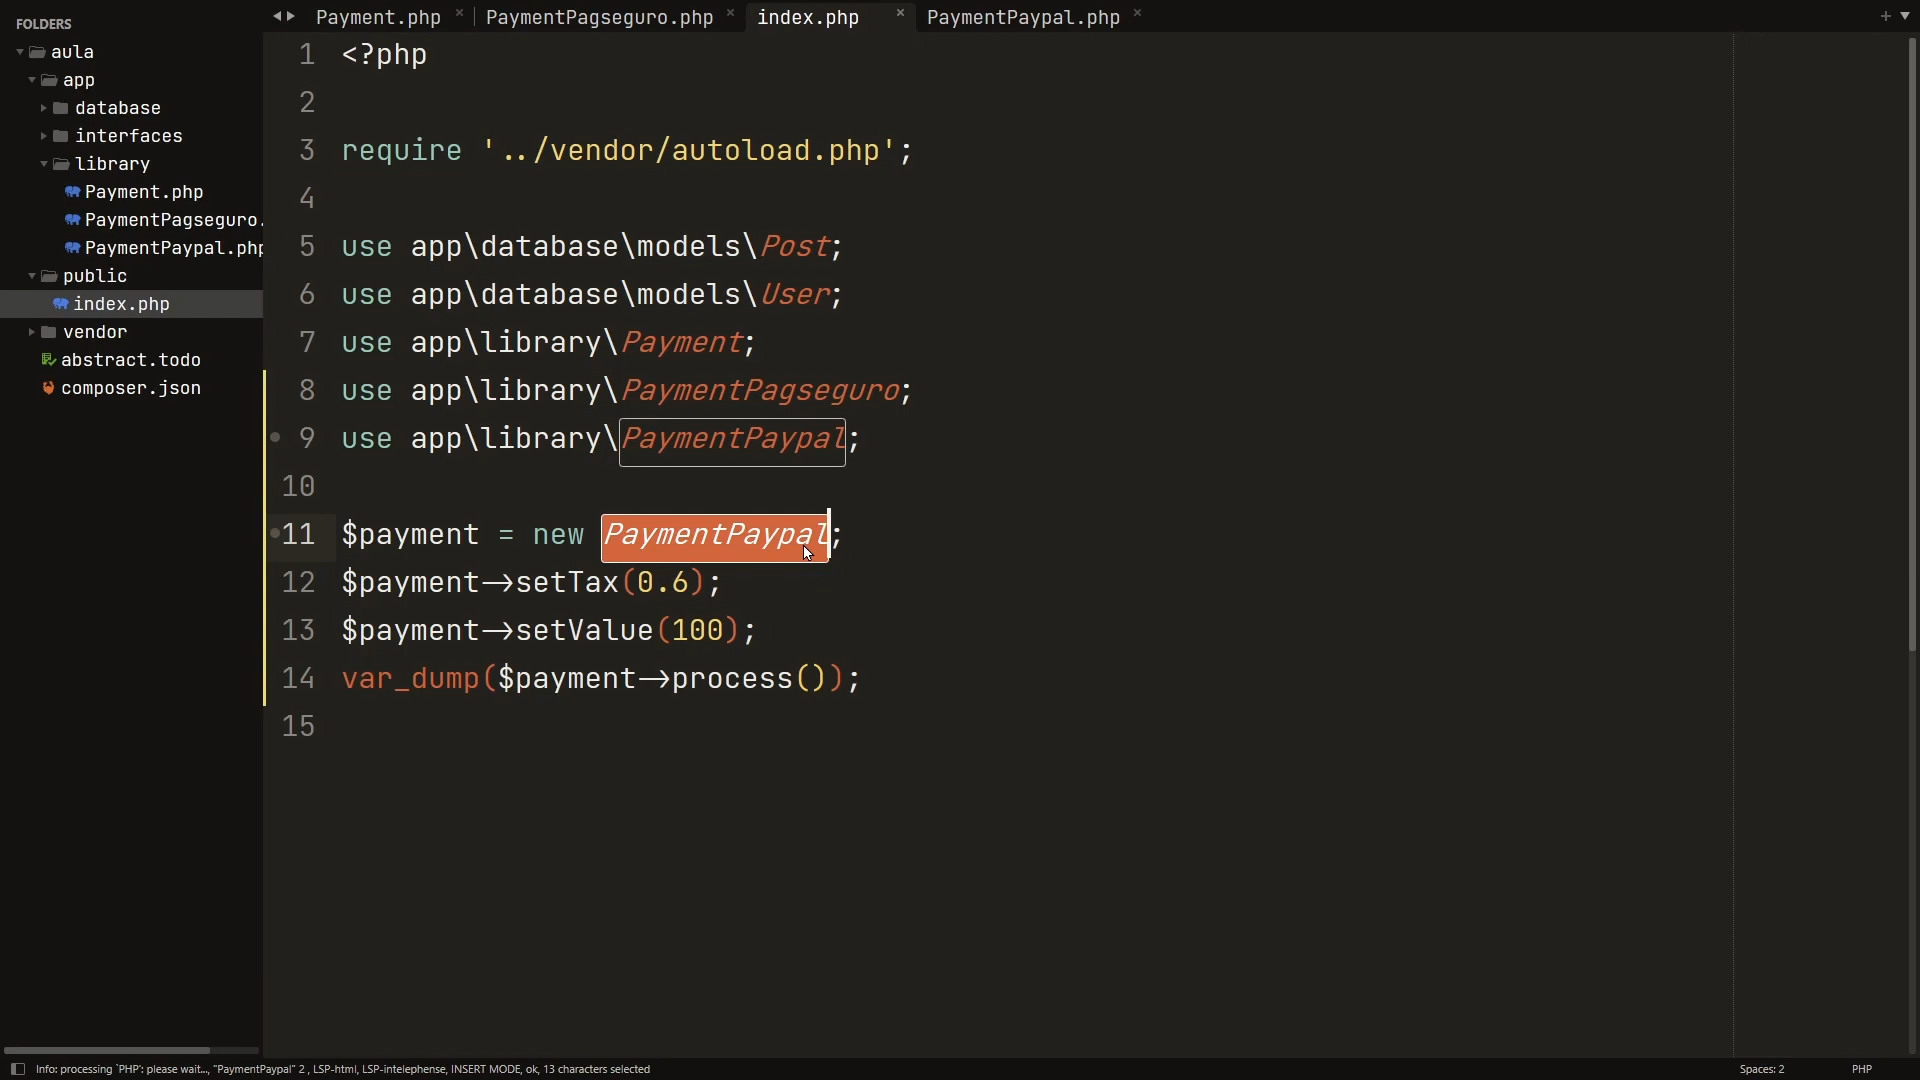 FOLDERS
aula
app
database
interfaces
library
Payment.php
PaymentPagseguro.
PaymentPaypal.php
public
index.php
vendor
abstract.todo
composer.json
Payment.php × PaymentPagseguro.php × index.php × PaymentPaypal.php ×
1 <?php
2
3 require '../vendor/autoload.php';
4
5 use app\database\models\Post;
6 use app\database\models\User;
7 use app\library\Payment;
8 use app\library\PaymentPagseguro;
9 use app\library\PaymentPaypal;
10
11 $payment = new PaymentPaypal;
12 $payment->setTax(0.6);
13 $payment->setValue(100);
14 var_dump($payment->process());
15
Info: processing `PHP': please wait..., "PaymentPaypal" 2 , LSP-html, LSP-intelephense, INSERT MODE, ok, 13 characters selected
Spaces: 2 PHP